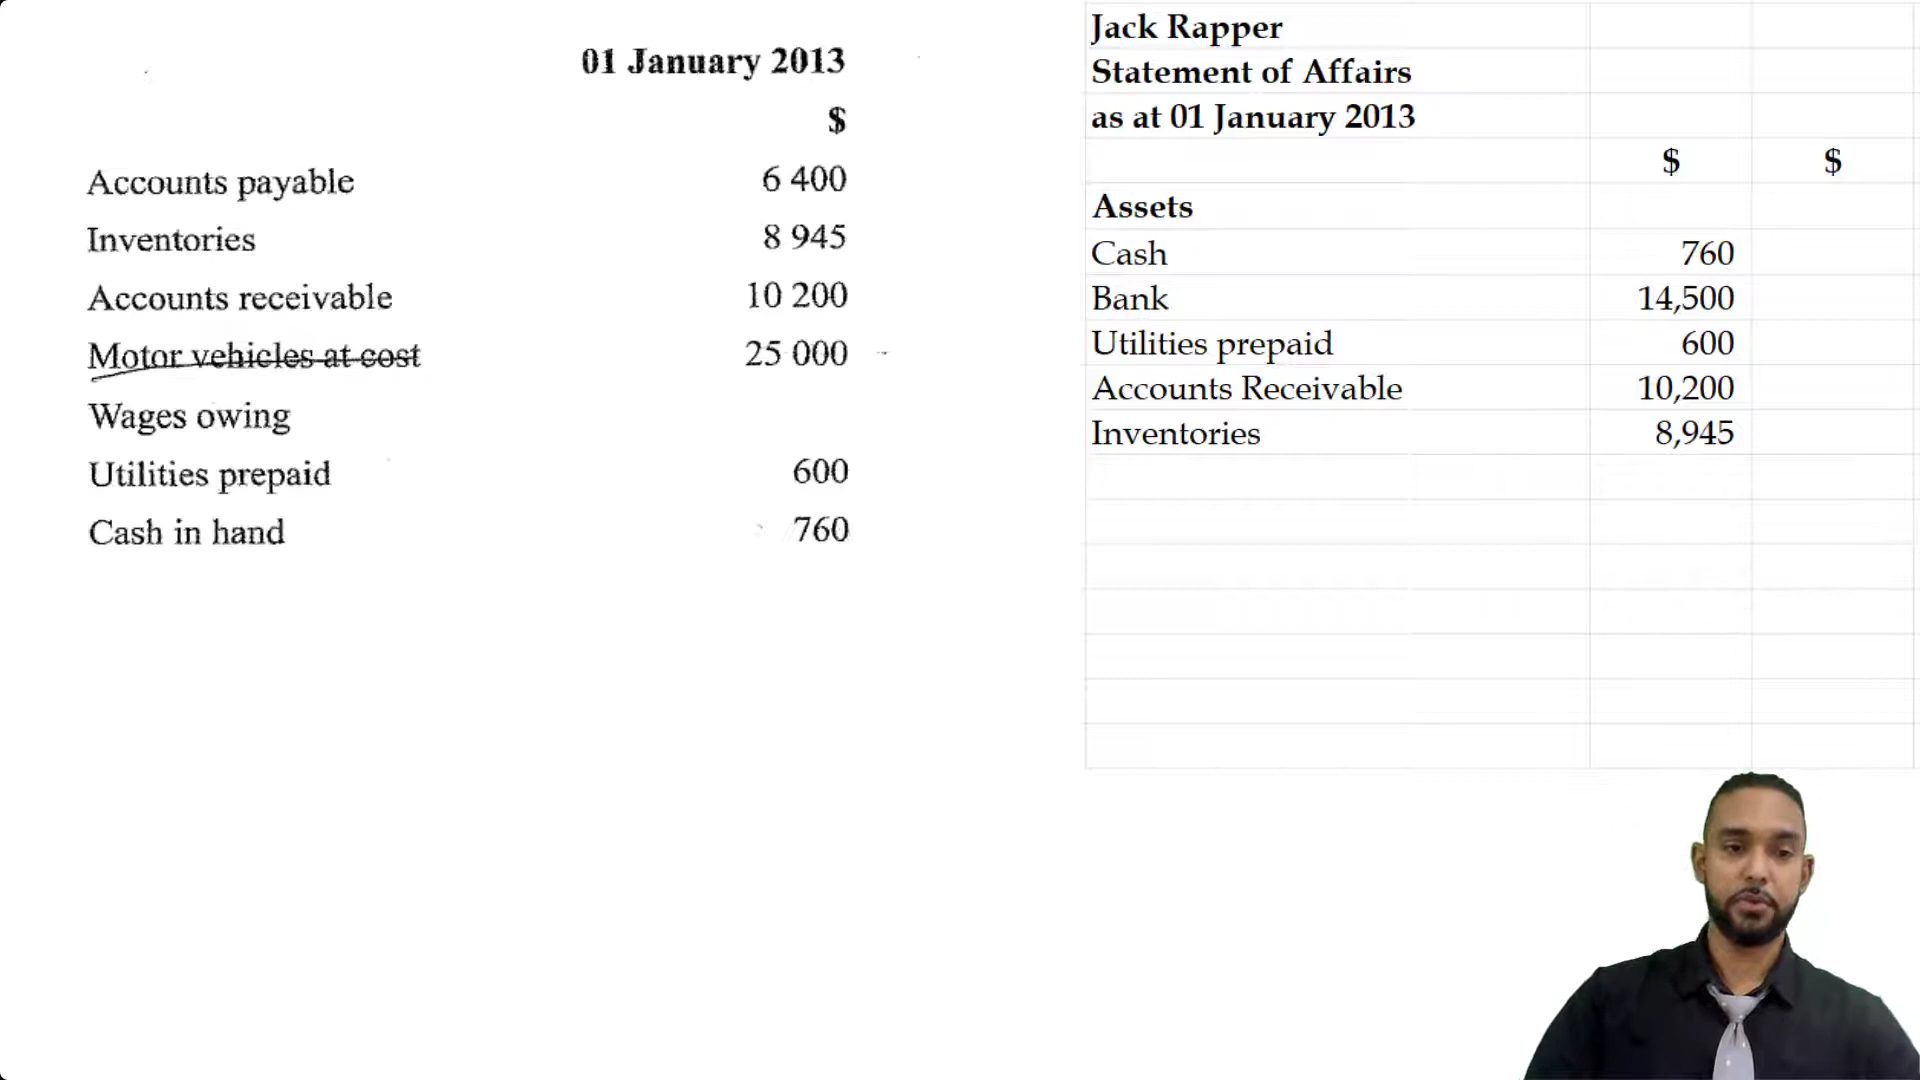 01 January 2013
$
Accounts payable 6 400
Inventories 8 945
Accounts receivable 10 200
Motor vehicles at cost 25 000
Wages owing
Utilities prepaid 600
Cash in hand 760
Jack Rapper
Statement of Affairs
as at 01 January 2013
$ $
Assets
Cash 760
Bank 14,500
Utilities prepaid 600
Accounts Receivable 10,200
Inventories 8,945